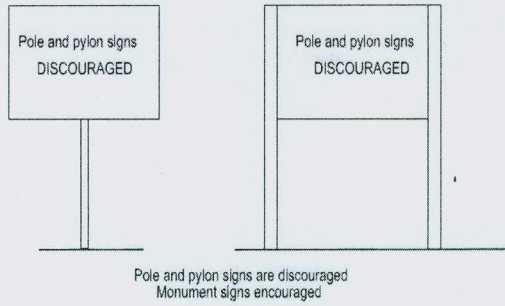 Pole and pylon signs
DISCOURAGED
Pole and pylon signs
DISCOURAGED
Pole and pylon signs are discouraged
Monument signs encouraged